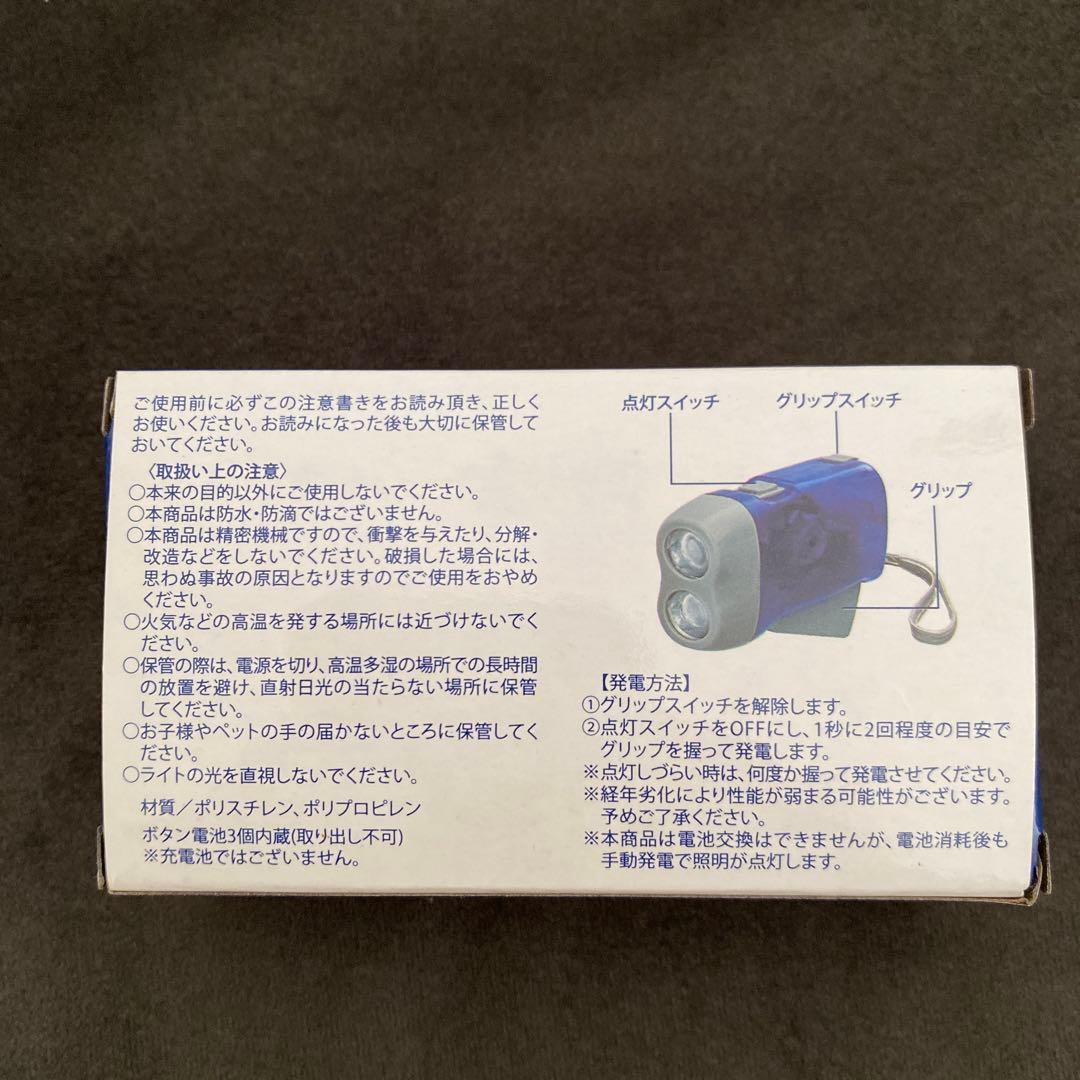 ご使用前に必ずこの注意書きをお読み頂き、正しく
お使いください。お読みになった後も大切に保管して
おいてください。
〈取扱い上の注意〉
○本来の目的以外にご使用しないでください。
○本商品は防水・防滴ではございません。
○本商品は精密機械ですので、衝撃を与えたり、分解・
改造などをしないでください。破損した場合には、
思わぬ事故の原因となりますのでご使用をおやめ
ください。
○火気などの高温を発する場所には近づけないでく
ださい。
○保管の際は、電源を切り、高温多湿の場所での長時間
の放置を避け、直射日光の当たらない場所に保管
してください。
○お子様やペットの手の届かないところに保管してく
ださい。
○ライトの光を直視しないでください。
材質／ポリスチレン、ポリプロピレン
ボタン電池3個内蔵(取り出し不可)
※充電池ではございません。
点灯スイッチ
グリップスイッチ
グリップ
【発電方法】
①グリップスイッチを解除します。
②点灯スイッチをOFFにし、1秒に2回程度の目安で
グリップを握って発電します。
※点灯しづらい時は、何度か握って発電させてください。
※経年劣化により性能が弱まる可能性がございます。
予めご了承ください。
※本商品は電池交換はできませんが、電池消耗後も
手動発電で照明が点灯します。